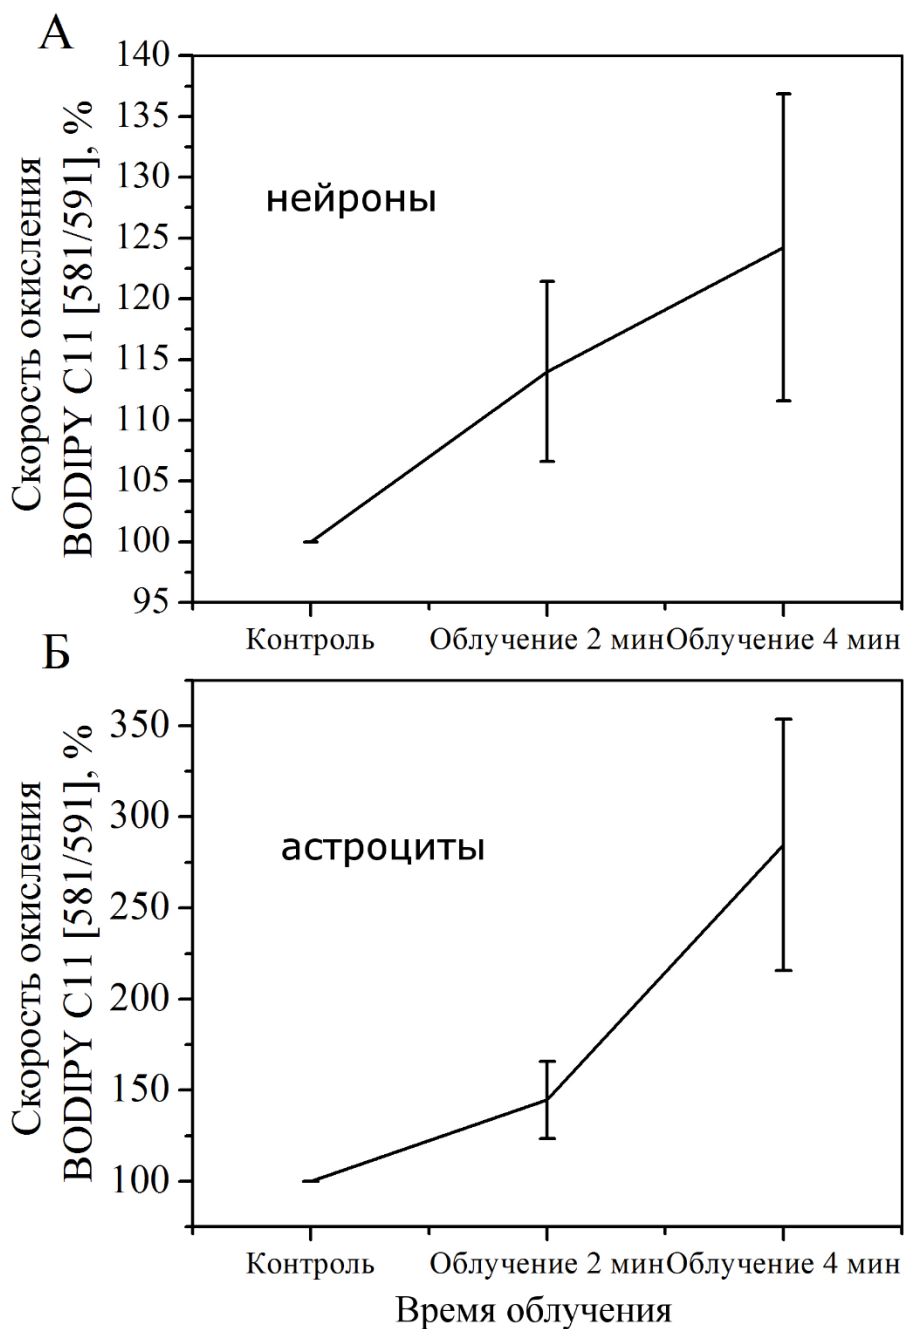 А
140
135
130
125
120
115
110
105
100
95
Скорость окисления
BODIPY C11 [581/591], %
нейроны
Контроль
Облучение 2 мин
Облучение 4 мин
Б
350
300
250
200
150
100
Скорость окисления
BODIPY C11 [581/591], %
астроциты
Контроль
Облучение 2 мин
Облучение 4 мин
Время облучения